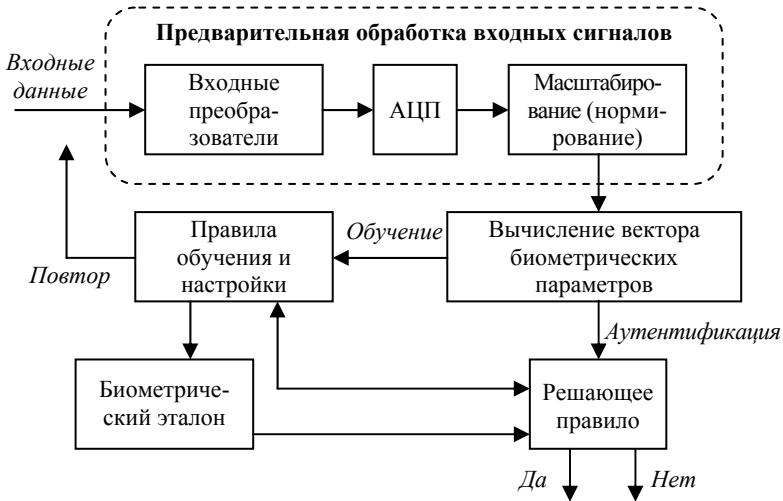 Предварительная обработка входных сигналов
Входные
данные
Входные
преобра-
зователи
АЦП
Масштабиро-
вание (норми-
рование)
Правила
обучения и
настройки
Обучение
Вычисление вектора
биометрических
параметров
Повтор
Аутентификация
Биометриче-
ский эталон
Решающее
правило
Да
Нет